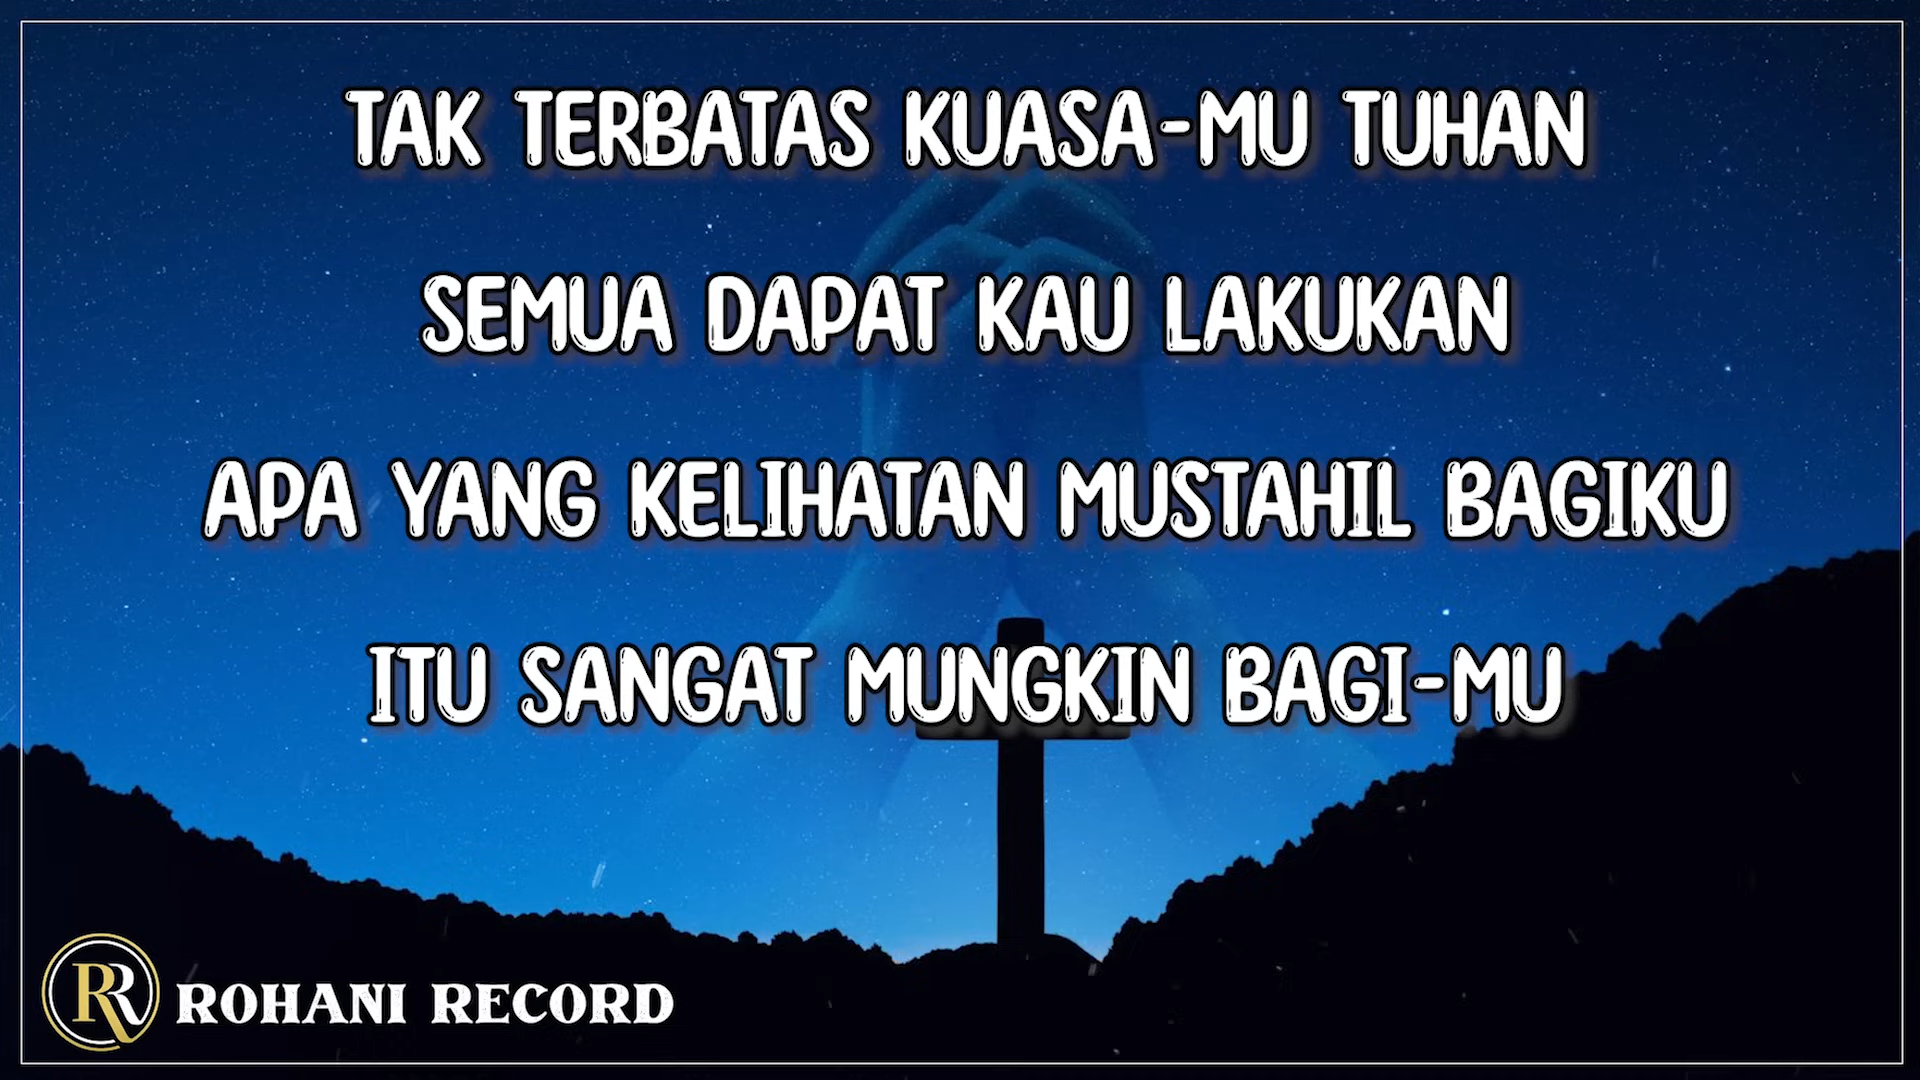 TAK TERBATAS KUASA-MU TUHAN
SEMUA DAPAT KAU LAKUKAN
APA YANG KELIHATAN MUSTAHIL BAGIKU
ITU SANGAT MUNGKIN BAGI-MU
RR ROHANI RECORD